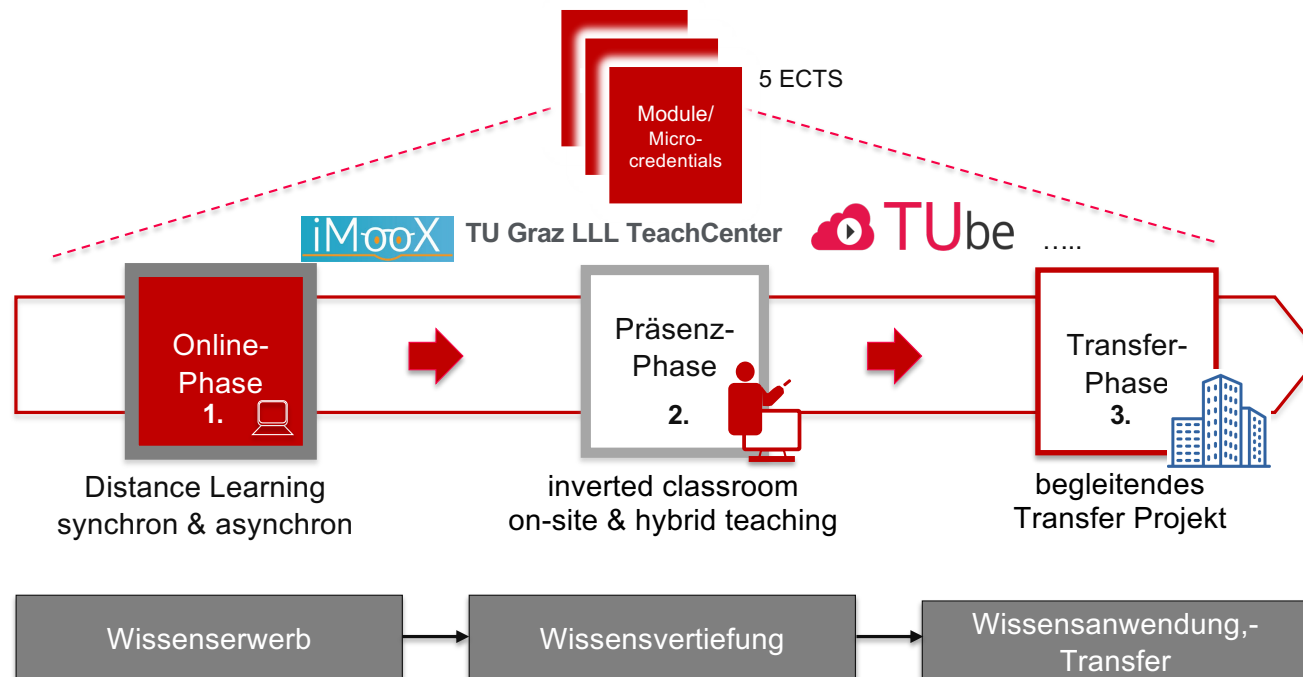 5 ECTS
Module/
Micro-
credentials
iMooX
TU Graz LLL TeachCenter
TUbe
.....
Online-
Phase
1.
Präsenz-
Phase
2.
Transfer-
Phase
3.
Distance Learning
synchron & asynchron
inverted classroom
on-site & hybrid teaching
begleitendes
Transfer Projekt
Wissenserwerb
Wissensvertiefung
Wissensanwendung,-
Transfer